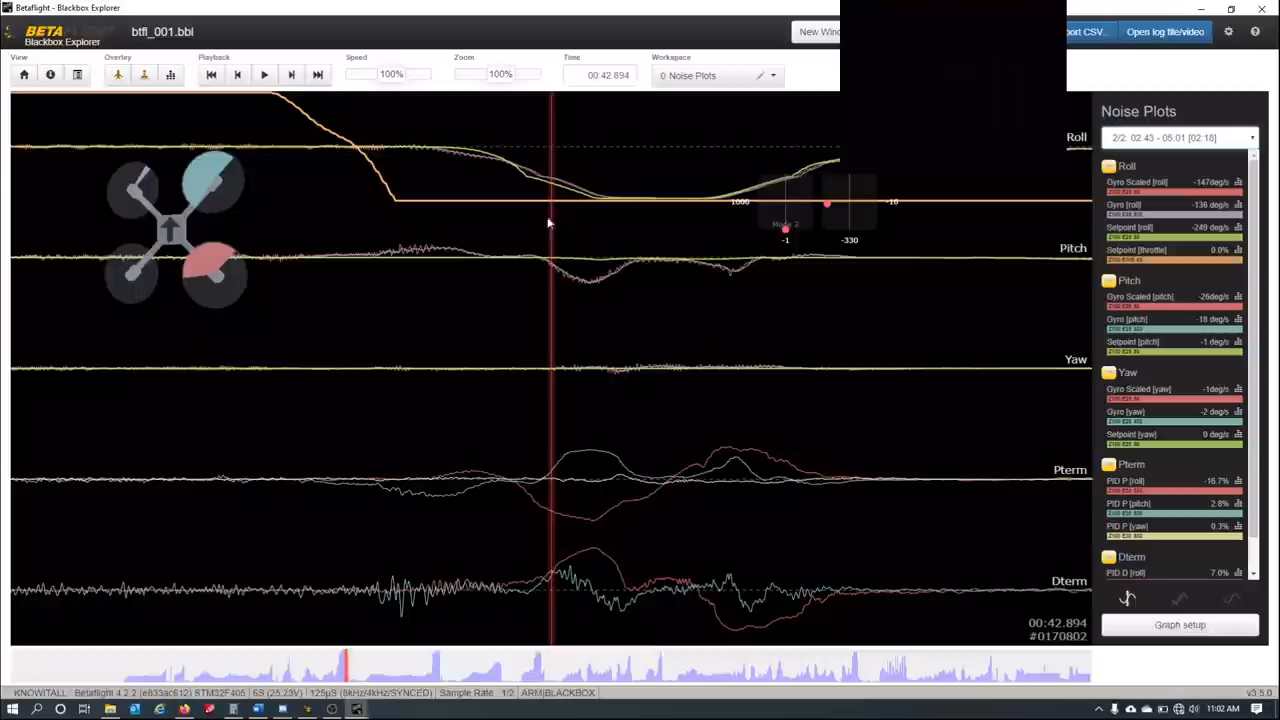 Betaflight - Blackbox Explorer
BETAFLIGHT
Blackbox Explorer
btfl_001.bbl
New Wind
port CSV...
Open log file/video
View
Overlay
Playback
Speed
Zoom
Time
Workspace
100%
100%
00:42.894
0 Noise Plots
Roll
Pitch
Yaw
Pterm
Dterm
Mode 2
-1
-330
00:42.894
#0170802
Noise Plots
2/2 02:43 - 05:01 [02:18]
Roll
Gyro Scaled [roll] -147deg/s
Gyro [roll] -136 deg/s
Setpoint [roll] -249 deg/s
Setpoint [throttle] 0.0%
Pitch
Gyro Scaled [pitch] -26deg/s
Gyro [pitch] -18 deg/s
Setpoint [pitch] -1 deg/s
Yaw
Gyro Scaled [yaw] -1deg/s
Gyro [yaw] -2 deg/s
Setpoint [yaw] 0 deg/s
Pterm
PID P [roll] -16.7%
PID P [pitch] 2.8%
PID P [yaw] 0.3%
Dterm
PID D [roll] 7.0%
Graph setup
KNOWITALL Betaflight 4.2.2 (e833ac612) STM32F405 6S (25.23V) 125µS (8kHz/4kHz/SYNCED) Sample Rate : 1/2 ARM|BLACKBOX
v3.5.0
11:02 AM